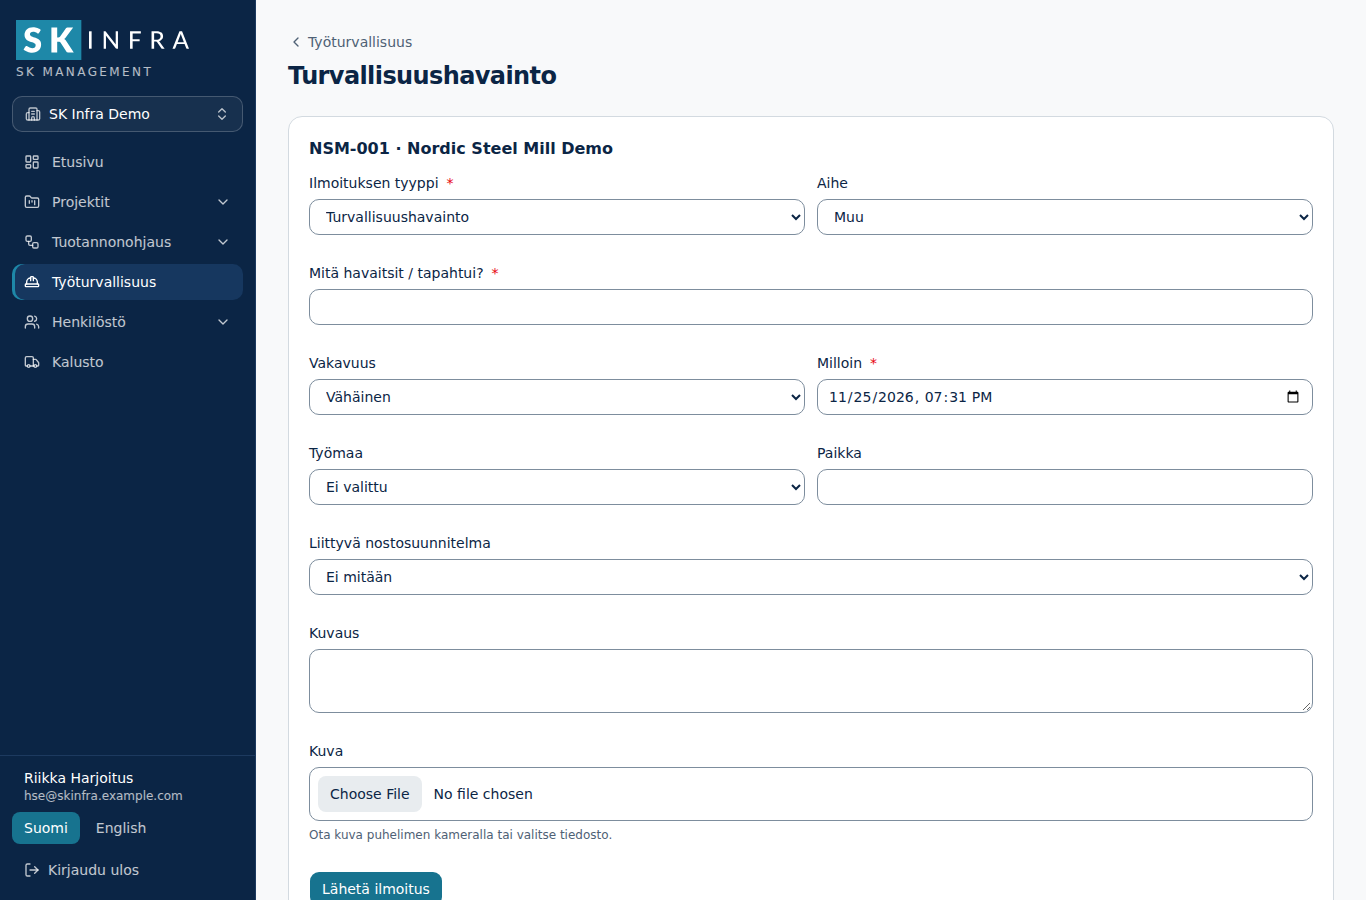 SK INFRA
SK MANAGEMENT
SK Infra Demo
Etusivu
Projektit
Tuotannonohjaus
Työturvallisuus
Henkilöstö
Kalusto
Riikka Harjoitus
hse@skinfra.example.com
Suomi English
Kirjaudu ulos
Työturvallisuus
Turvallisuushavainto
NSM-001 · Nordic Steel Mill Demo
Ilmoituksen tyyppi * Aihe
Turvallisuushavainto Muu
Mitä havaitsit / tapahtui? *
Vakavuus Milloin *
Vähäinen 11/25/2026, 07:31 PM
Työmaa Paikka
Ei valittu
Liittyvä nostosuunnitelma
Ei mitään
Kuvaus
Kuva
Choose File No file chosen
Ota kuva puhelimen kameralla tai valitse tiedosto.
Lähetä ilmoitus